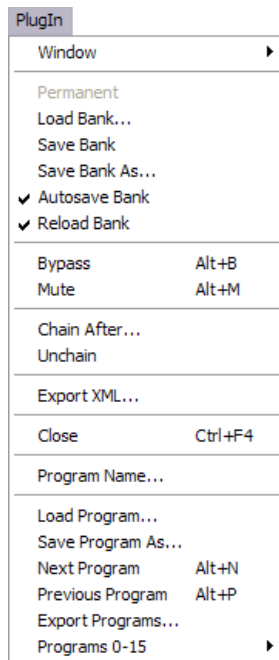 PlugIn
Window
Permanent
Load Bank...
Save Bank
Save Bank As...
Autosave Bank
Reload Bank
Bypass Alt+B
Mute Alt+M
Chain After...
Unchain
Export XML...
Close Ctrl+F4
Program Name...
Load Program...
Save Program As...
Next Program Alt+N
Previous Program Alt+P
Export Programs...
Programs 0-15